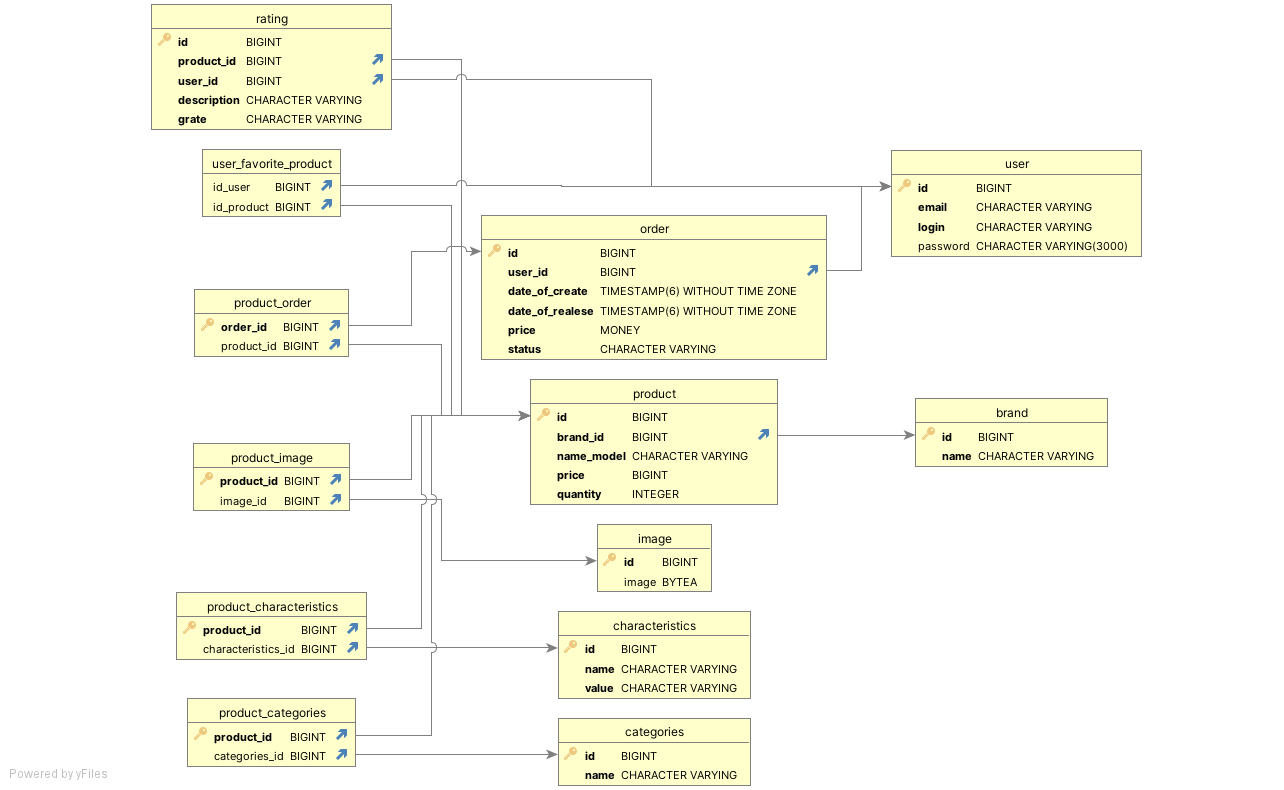 rating
id BIGINT
product_id BIGINT
user_id BIGINT
description CHARACTER VARYING
grate CHARACTER VARYING
user_favorite_product
id_user BIGINT
id_product BIGINT
user
id BIGINT
email CHARACTER VARYING
login CHARACTER VARYING
password CHARACTER VARYING(3000)
order
id BIGINT
user_id BIGINT
date_of_create TIMESTAMP(6) WITHOUT TIME ZONE
date_of_realese TIMESTAMP(6) WITHOUT TIME ZONE
price MONEY
status CHARACTER VARYING
product_order
order_id BIGINT
product_id BIGINT
product
id BIGINT
brand_id BIGINT
name_model CHARACTER VARYING
price BIGINT
quantity INTEGER
brand
id BIGINT
name CHARACTER VARYING
product_image
product_id BIGINT
image_id BIGINT
image
id BIGINT
image BYTEA
product_characteristics
product_id BIGINT
characteristics_id BIGINT
characteristics
id BIGINT
name CHARACTER VARYING
value CHARACTER VARYING
product_categories
product_id BIGINT
categories_id BIGINT
categories
id BIGINT
name CHARACTER VARYING
Powered by yFiles